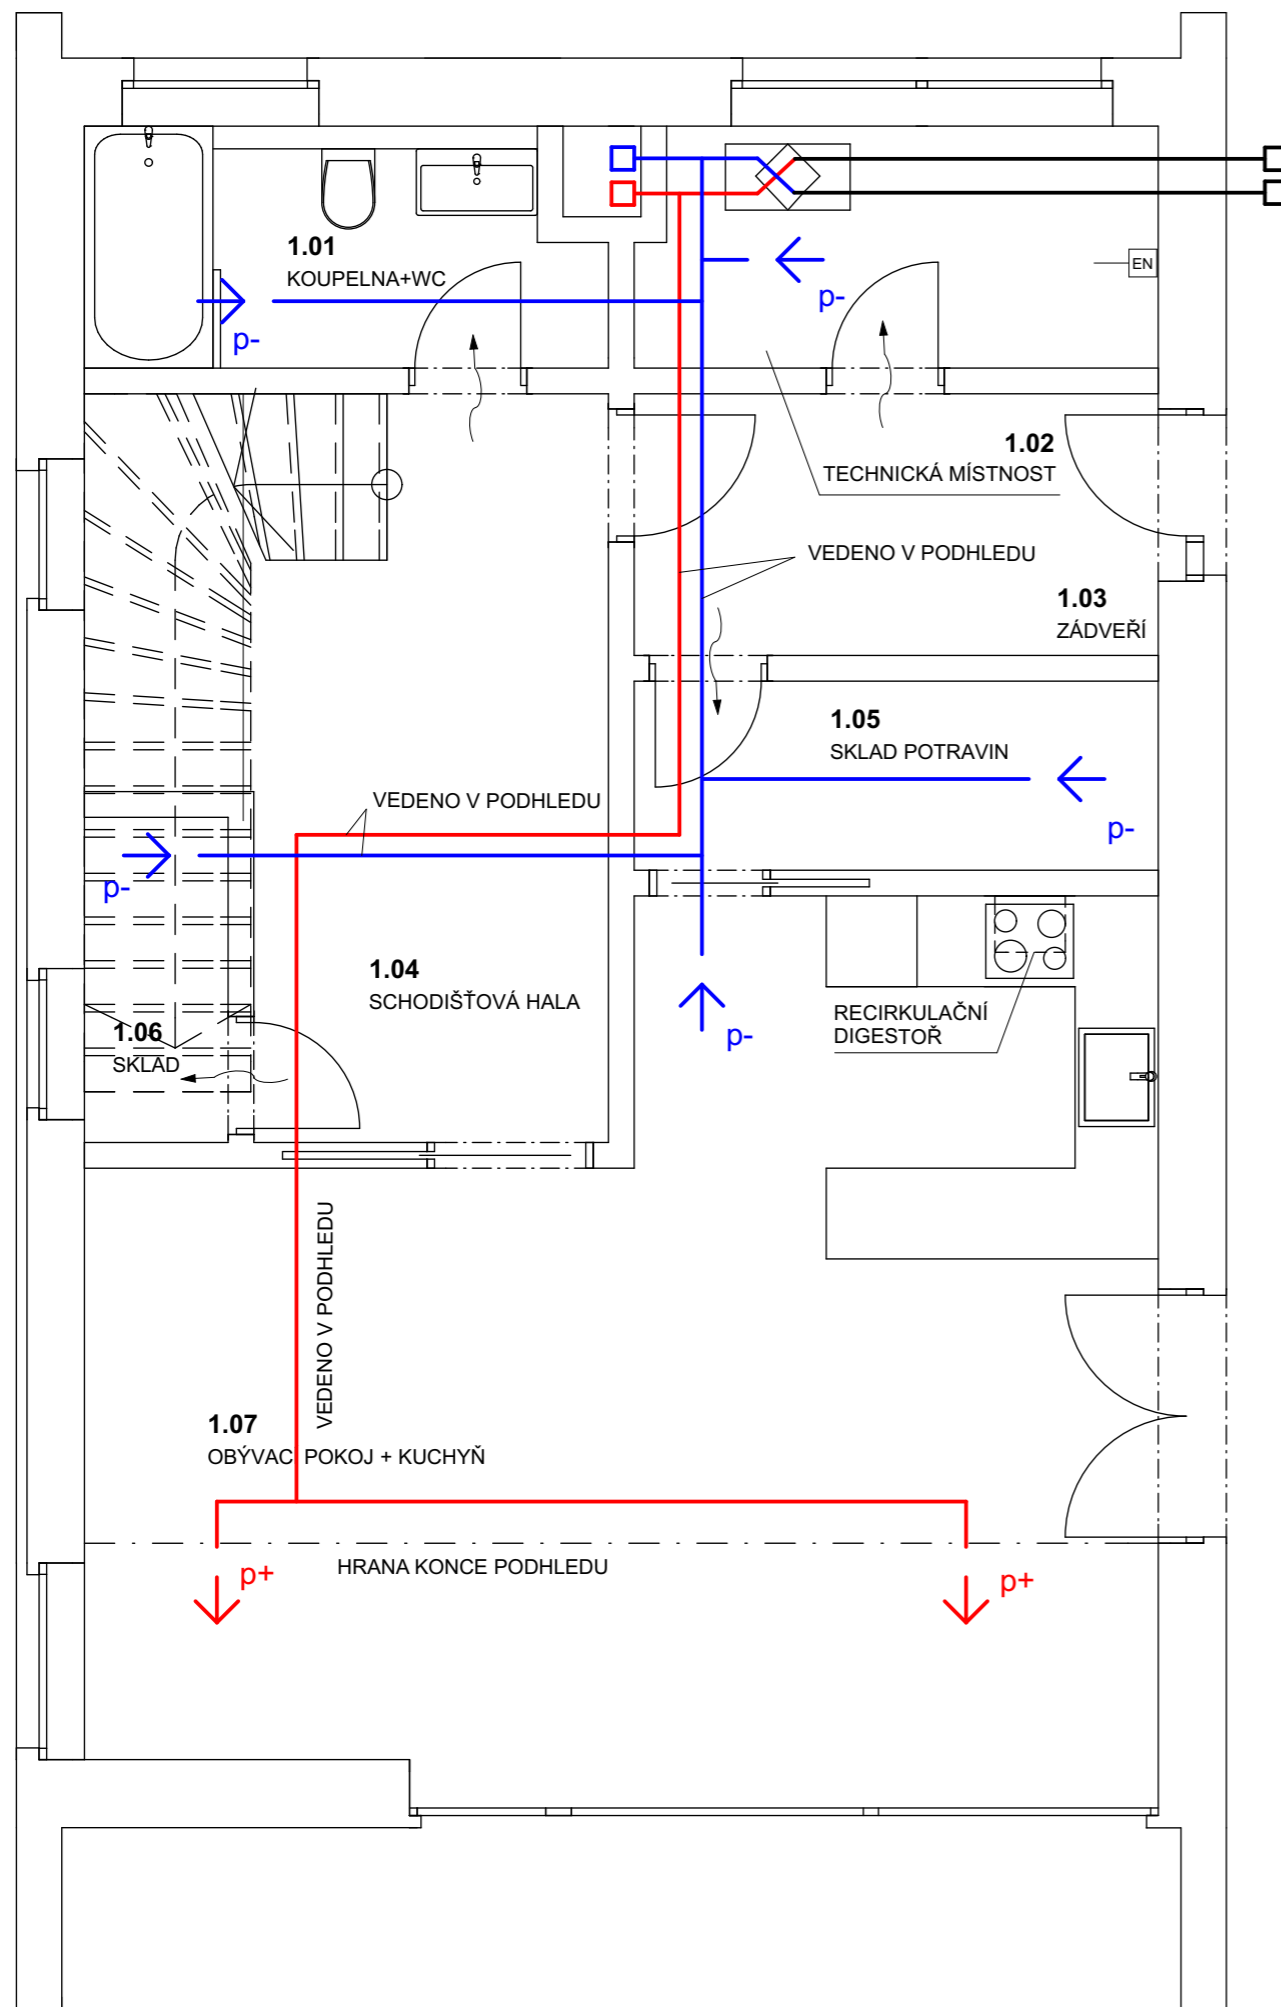 1.01
KOUPELNA+WC
p-
p-
EN
1.02
TECHNICKÁ MÍSTNOST
VEDENO V PODHLEDU
1.03
ZÁDVEŘÍ
1.05
SKLAD POTRAVIN
VEDENO V PODHLEDU
p-
p-
1.04
SCHODIŠŤOVÁ HALA
RECIRKULAČNÍ
DIGESTOŘ
p-
1.06
SKLAD
VEDENO V PODHLEDU
1.07
OBÝVACÍ POKOJ + KUCHYŇ
HRANA KONCE PODHLEDU
p+
p+